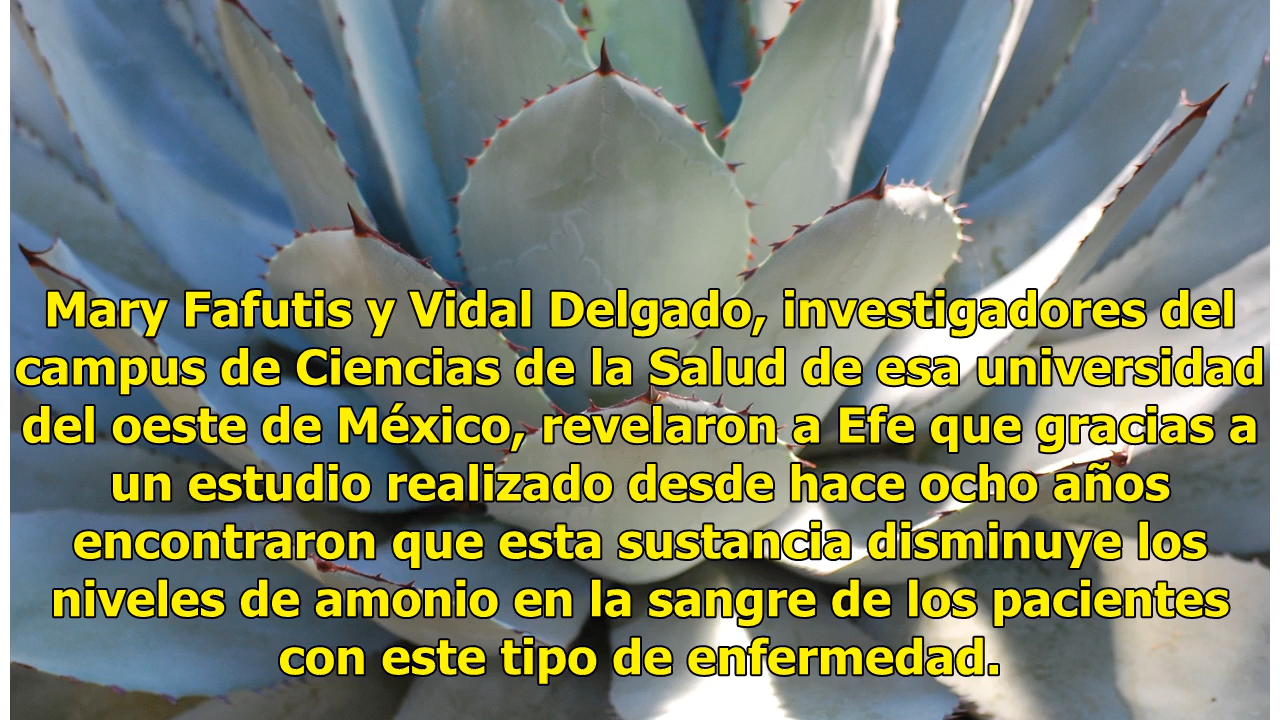 Mary Fafutis y Vidal Delgado, investigadores del
campus de Ciencias de la Salud de esa universidad
del oeste de México, revelaron a Efe que gracias a
un estudio realizado desde hace ocho años
encontraron que esta sustancia disminuye los
niveles de amonio en la sangre de los pacientes
con este tipo de enfermedad.